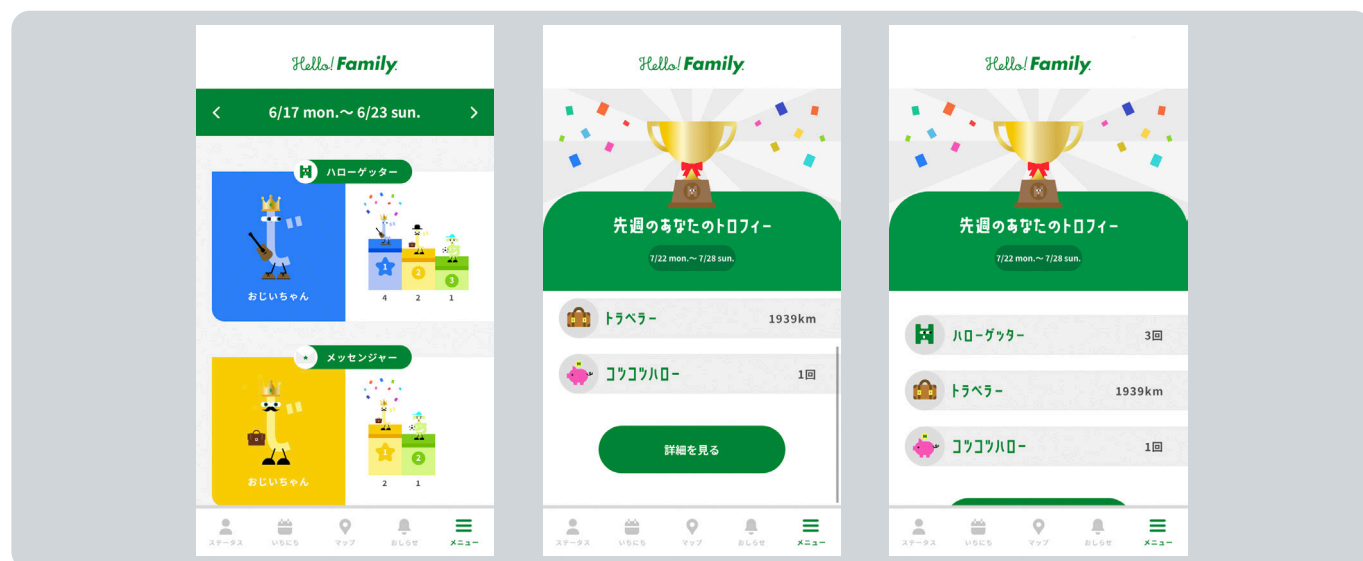 Hello! Family.
6/17 mon.〜 6/23 sun.
ハローゲッター
おじいちゃん
1
2
3
4
2
1
メッセンジャー
おじいちゃん
1
2
2
1
ステータス
いちにち
マップ
おしらせ
メニュー
Hello! Family.
先週のあなたのトロフィー
7/22 mon.〜 7/28 sun.
トラベラー 1939km
コツコツハロー 1回
詳細を見る
ステータス
いちにち
マップ
おしらせ
メニュー
Hello! Family.
先週のあなたのトロフィー
7/22 mon.〜 7/28 sun.
ハローゲッター 3回
トラベラー 1939km
コツコツハロー 1回
ステータス
いちにち
マップ
おしらせ
メニュー